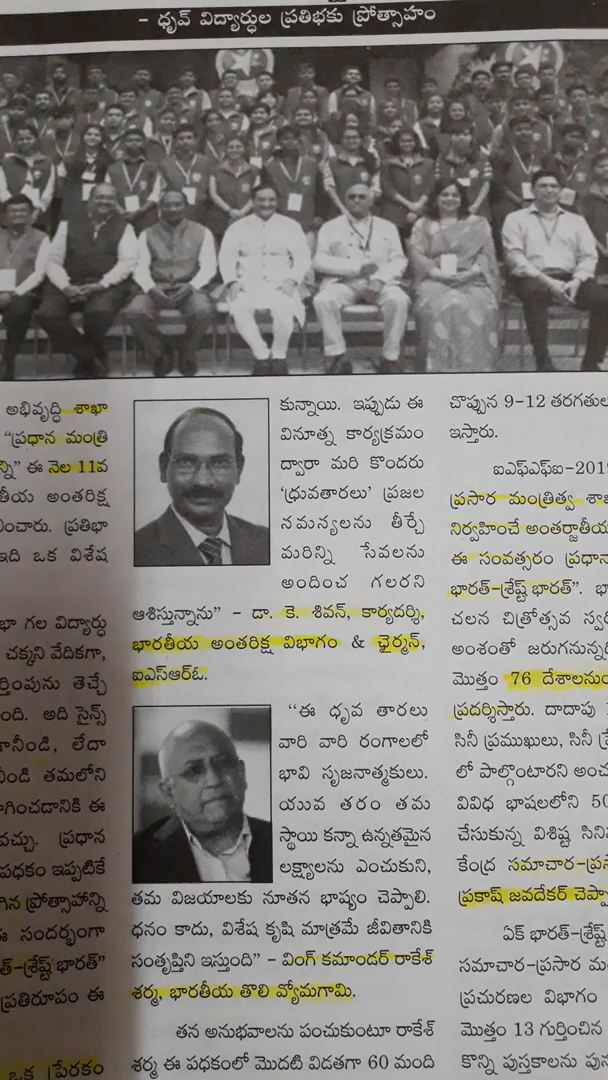 - ధృవ్ విద్యార్థుల ప్రతిభకు ప్రోత్సాహం
అభివృద్ధి శాఖా
“ప్రధాన మంత్రి
ఈ నెల 11వ
అంతరిక్ష
ప్రతిభా
ఇది ఒక విశేష
గల విద్యార్థు
చక్కని వేదికగా,
తెచ్చే
అది సైన్స్
లేదా
తమలోని
ఈ
ప్రధాన
పథకం ఇప్పటికే
ప్రోత్సాహాన్ని
సందర్భంగా
భారత్”
ప్రతిరూపం ఈ
ఒక ప్రేరకం
కున్నాయి. ఇప్పుడు ఈ
వినూత్న కార్యక్రమం
ద్వారా మరి కొందరు
‘ధ్రువతారలు’ ప్రజల
సమస్యలను తీర్చే
మరిన్ని సేవలను
అందించ గలరని
ఆశిస్తున్నాను” - డా. కె. శివన్, కార్యదర్శి,
భారతీయ అంతరిక్ష విభాగం & ఛైర్మన్,
ఐఎస్ఆర్ఓ.
“ఈ ధృవ తారలు
వారి వారి రంగాలలో
భావి సృజనాత్మకులు.
యువ తరం తమ
స్థాయి కన్నా ఉన్నతమైన
లక్ష్యాలను ఎంచుకుని,
తమ విజయాలకు నూతన భాష్యం చెప్పాలి.
ధనం కాదు, విశేష కృషి మాత్రమే జీవితానికి
సంతృప్తిని ఇస్తుంది” - వింగ్ కమాండర్ రాకేశ్
శర్మ, భారతీయ తొలి వ్యోమగామి.
తన అనుభవాలను పంచుకుంటూ రాకేశ్
శర్మ ఈ పధకంలో మొదటి విడతగా 60 మంది
చొప్పున 9-12 తరగతుల
ఇస్తారు.
ఐఎఫ్ఎఫ్ఐ-2019
ప్రసార మంత్రిత్వ శాఖ
నిర్వహించే అంతర్జాతీయ
ఈ సంవత్సరం ప్రధా
భారత్-శ్రేష్ట్ భారత్”.
చలన చిత్రోత్సవ
అంశంతో జరుగనున్న
మొత్తం 76 దేశాలనుం
ప్రదర్శిస్తారు. దాదాపు
సినీ ప్రముఖులు, సినీ
లో పాల్గొంటారని అంచ
వివిధ భాషలలోని 50
చేసుకున్న విశిష్ట సిని
కేంద్ర సమాచార-ప్రస
ప్రకాష్ జవదేకర్ చెప్పా
ఏక్ భారత్-శ్రేష్ట్
సమాచార-ప్రసార మ
ప్రచురణల విభాగం
మొత్తం 13 గుర్తించిన
కొన్ని పుస్తకాలను